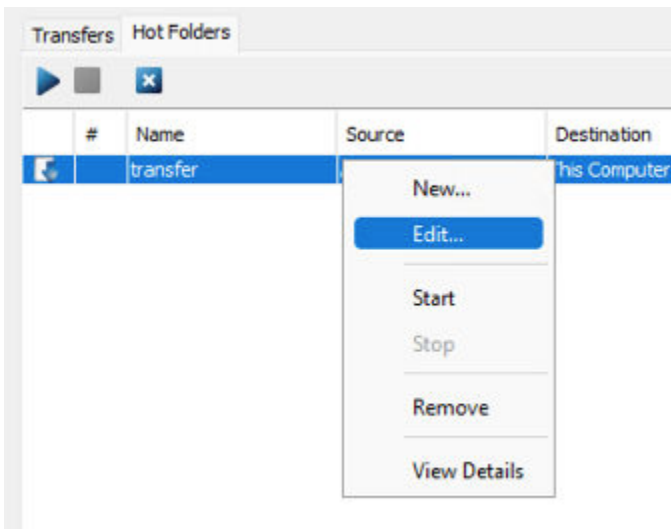 Transfers Hot Folders
# Name Source Destination
transfer This Computer
New...
Edit...
Start
Stop
Remove
View Details